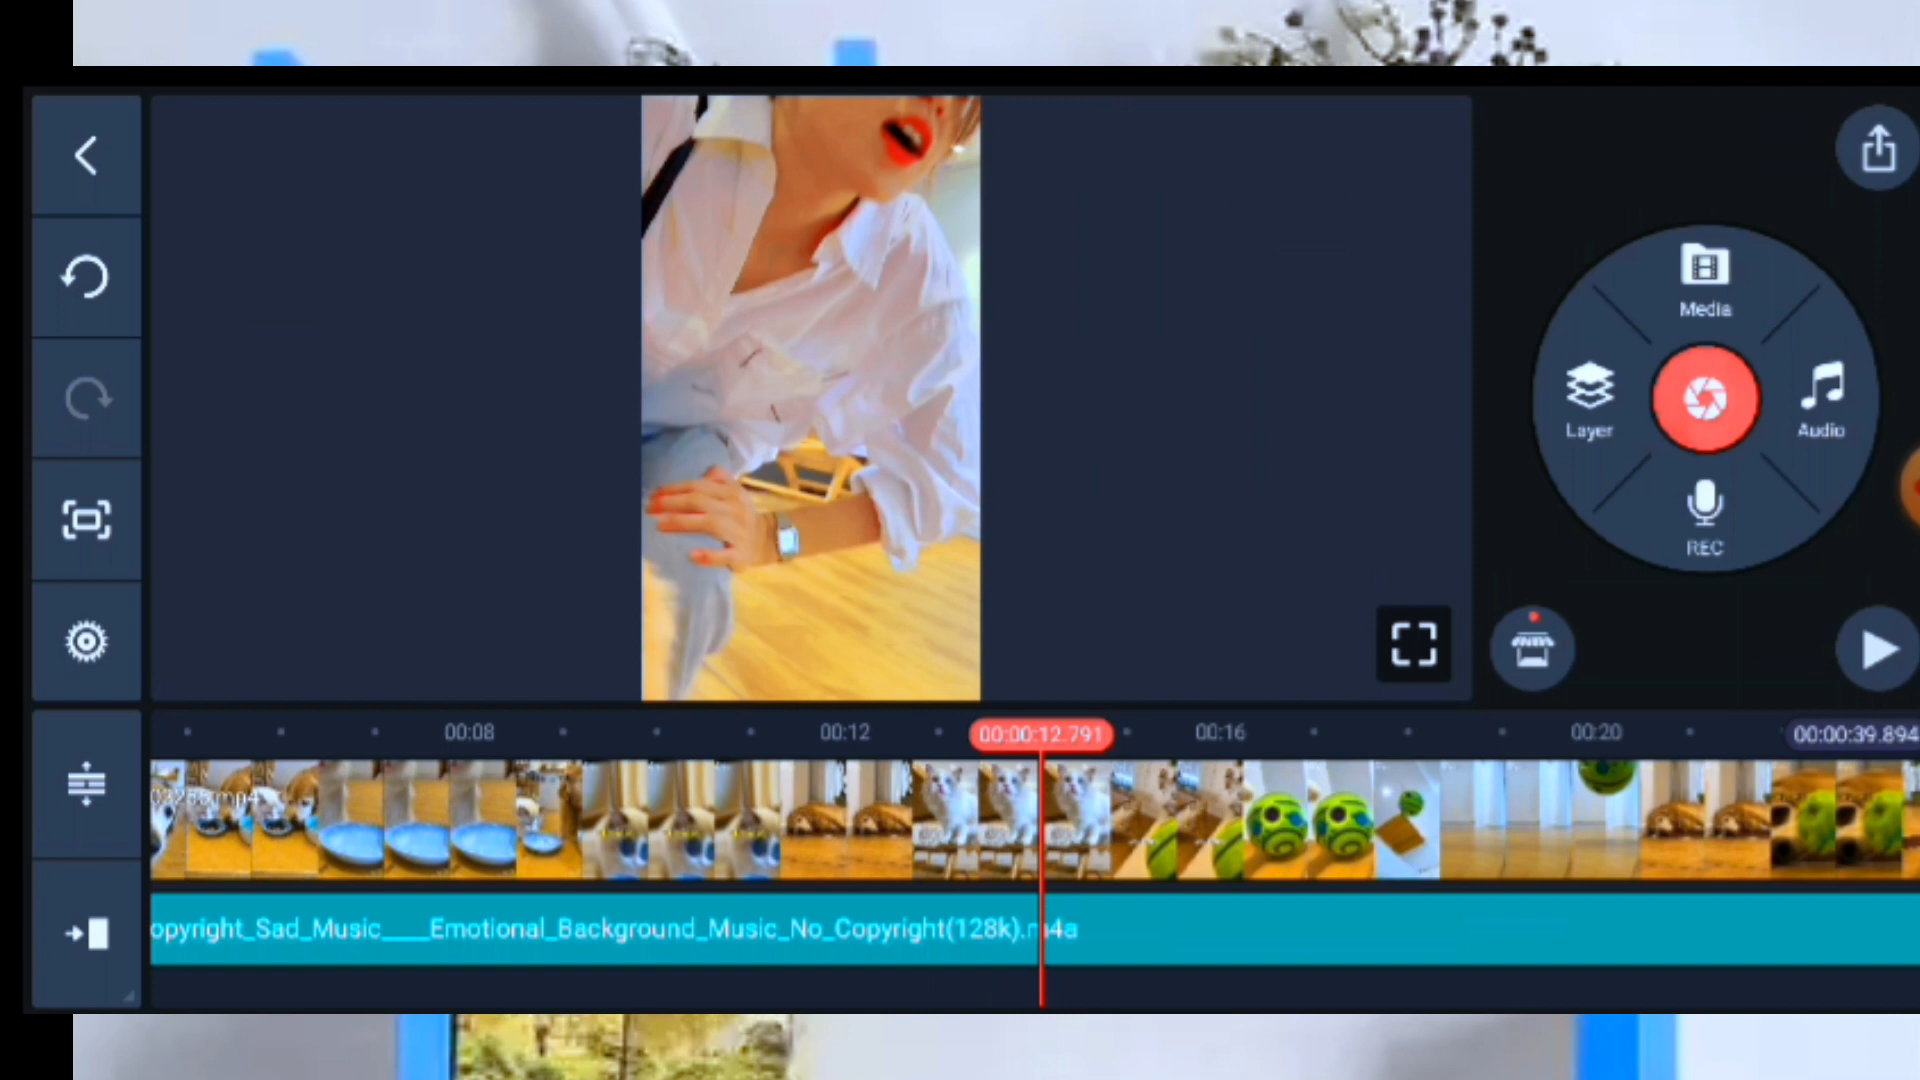 Media
Layer
Audio
REC
00:08
00:12
00:00:12.791
00:16
00:20
00:00:39.894
opyright_Sad_Music____Emotional_Background_Music_No_Copyright(128k).m4a